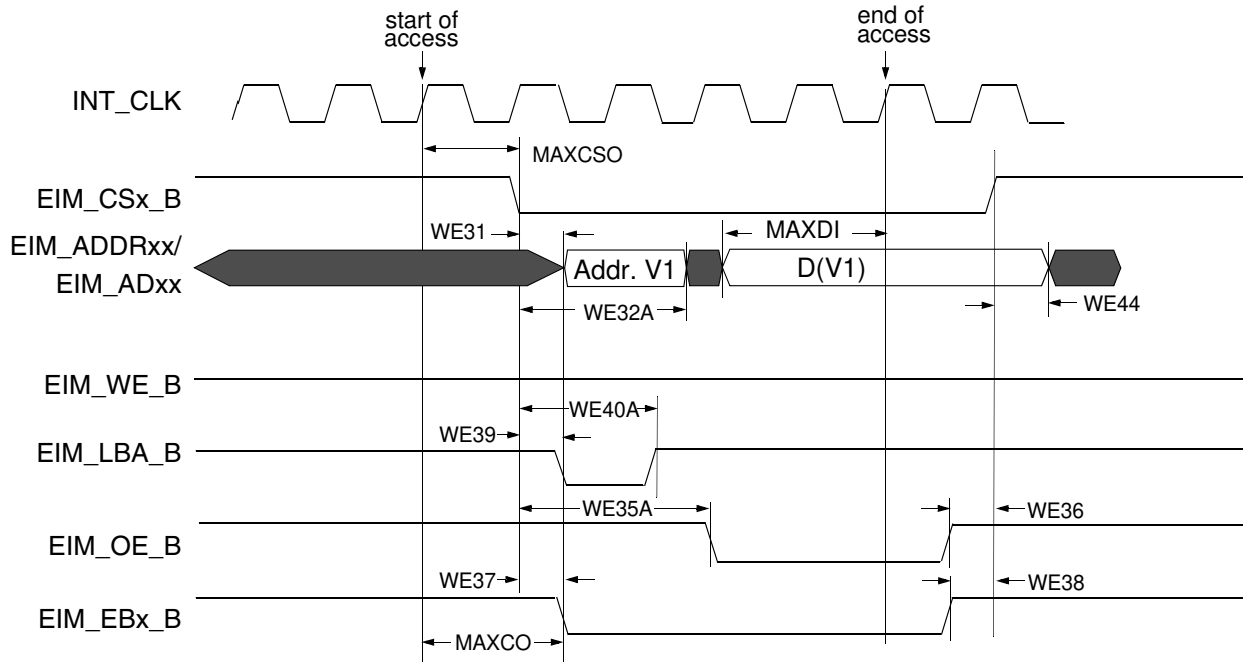 start of
access
end of
access
INT_CLK
MAXCSO
EIM_CSx_B
WE31
MAXDI
EIM_ADDRxx/
EIM_ADxx
Addr. V1
D(V1)
WE32A
WE44
EIM_WE_B
WE40A
WE39
EIM_LBA_B
WE35A
WE36
EIM_OE_B
WE37
WE38
EIM_EBx_B
MAXCO